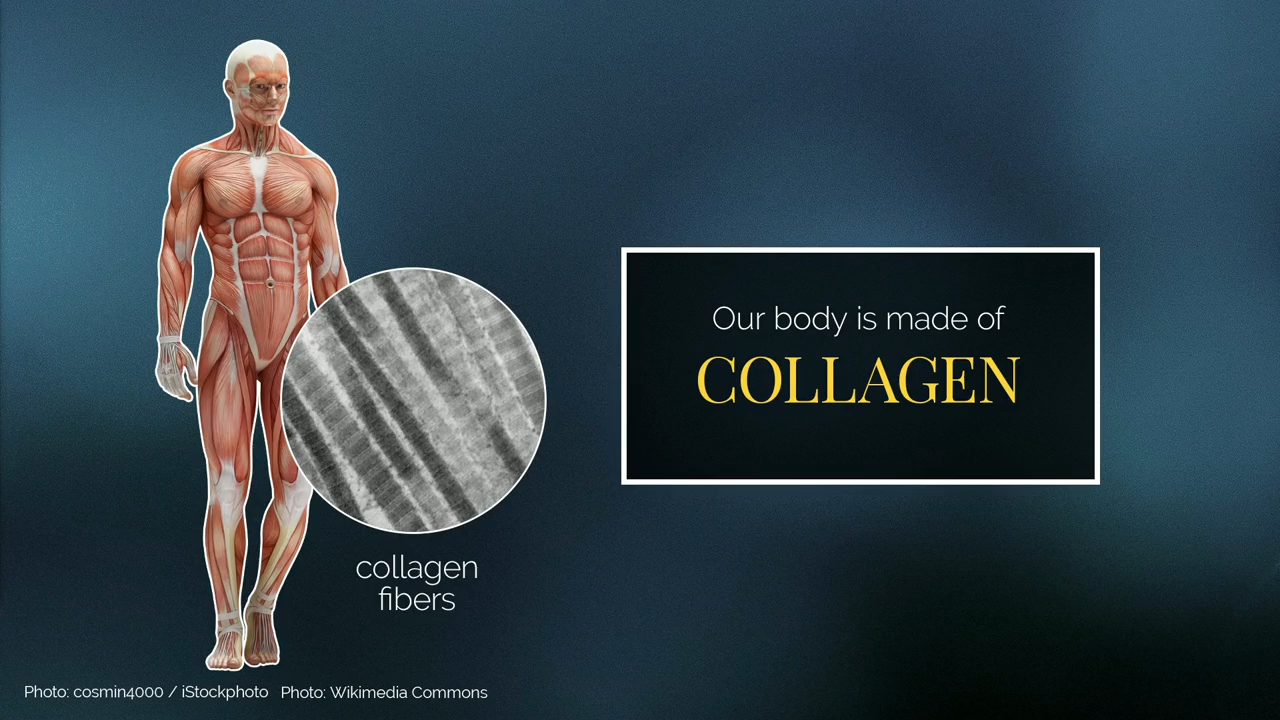 Our body is made of
COLLAGEN
collagen
fibers
Photo: cosmin4000 / iStockphoto
Photo: Wikimedia Commons